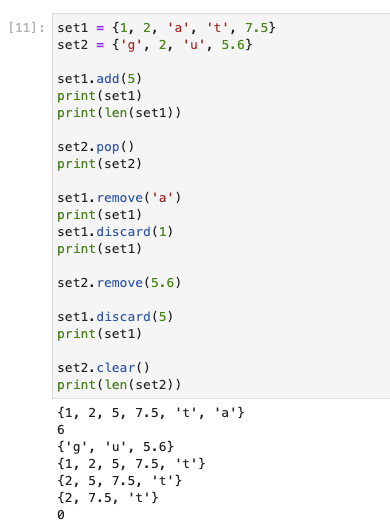 [11]: set1 = {1, 2, 'a', 't', 7.5}
set2 = {'g', 2, 'u', 5.6}
set1.add(5)
print(set1)
print(len(set1))
set2.pop()
print(set2)
set1.remove('a')
print(set1)
set1.discard(1)
print(set1)
set2.remove(5.6)
set1.discard(5)
print(set1)
set2.clear()
print(len(set2))
{1, 2, 5, 7.5, 't', 'a'}
6
{'g', 'u', 5.6}
{1, 2, 5, 7.5, 't'}
{2, 5, 7.5, 't'}
{2, 7.5, 't'}
0